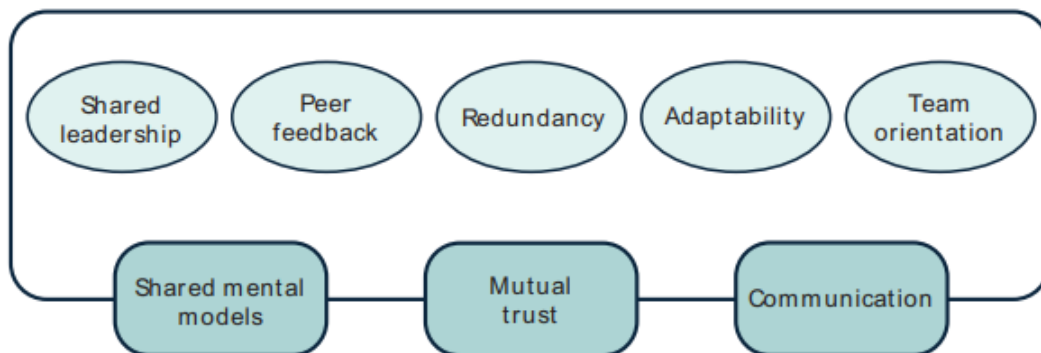 Shared
leadership
Peer
feedback
Redundancy
Adaptability
Team
orientation
Shared mental
models
Mutual
trust
Communication